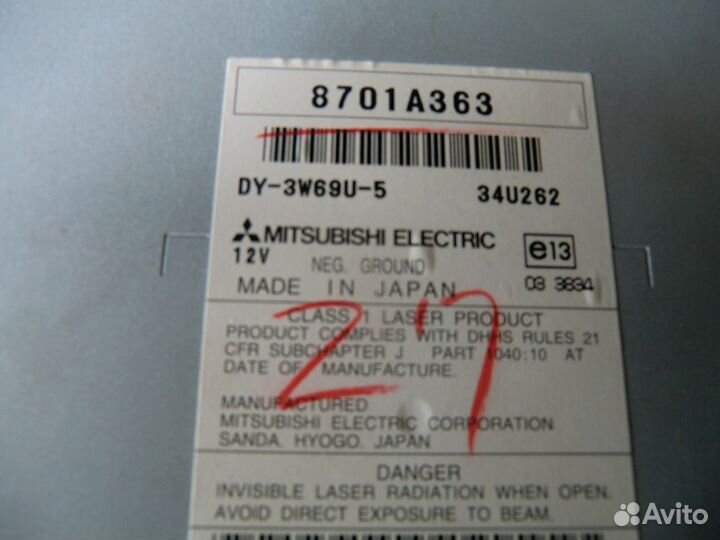 8701A363
DY-3W69U-5 34U262
MITSUBISHI ELECTRIC
12V NEG. GROUND e13
MADE IN JAPAN 03 3834
CLASS 1 LASER PRODUCT
PRODUCT COMPLIES WITH DHHS RULES 21
CFR SUBCHAPTER J PART 1040:10 AT
DATE OF MANUFACTURE.
27
MANUFACTURED
MITSUBISHI ELECTRIC CORPORATION
SANDA, HYOGO, JAPAN
DANGER
INVISIBLE LASER RADIATION WHEN OPEN.
AVOID DIRECT EXPOSURE TO BEAM.
Avito